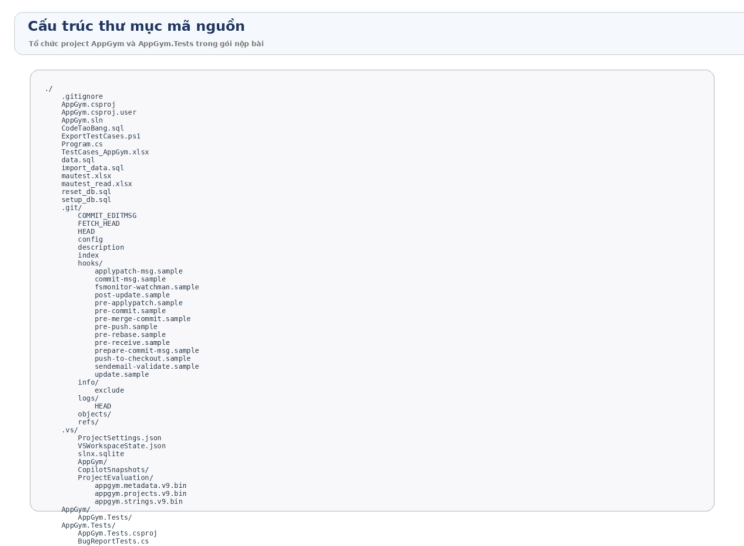 Cấu trúc thư mục mã nguồn
Tổ chức project AppGym và AppGym.Tests trong gói nộp bài
./
.gitignore
AppGym.csproj
AppGym.csproj.user
AppGym.sln
CodeTaoBang.sql
ExportTestCases.ps1
Program.cs
TestCases_AppGym.xlsx
data.sql
import_data.sql
mautest.xlsx
mautest_read.xlsx
reset_db.sql
setup_db.sql
.git/
COMMIT_EDITMSG
FETCH_HEAD
HEAD
config
description
index
hooks/
applypatch-msg.sample
commit-msg.sample
fsmonitor-watchman.sample
post-update.sample
pre-applypatch.sample
pre-commit.sample
pre-merge-commit.sample
pre-push.sample
pre-rebase.sample
pre-receive.sample
prepare-commit-msg.sample
push-to-checkout.sample
sendemail-validate.sample
update.sample
info/
exclude
logs/
HEAD
objects/
refs/
.vs/
ProjectSettings.json
VSWorkspaceState.json
slnx.sqlite
AppGym/
CopilotSnapshots/
ProjectEvaluation/
appgym.metadata.v9.bin
appgym.projects.v9.bin
appgym.strings.v9.bin
AppGym/
AppGym.Tests/
AppGym.Tests/
AppGym.Tests.csproj
BugReportTests.cs